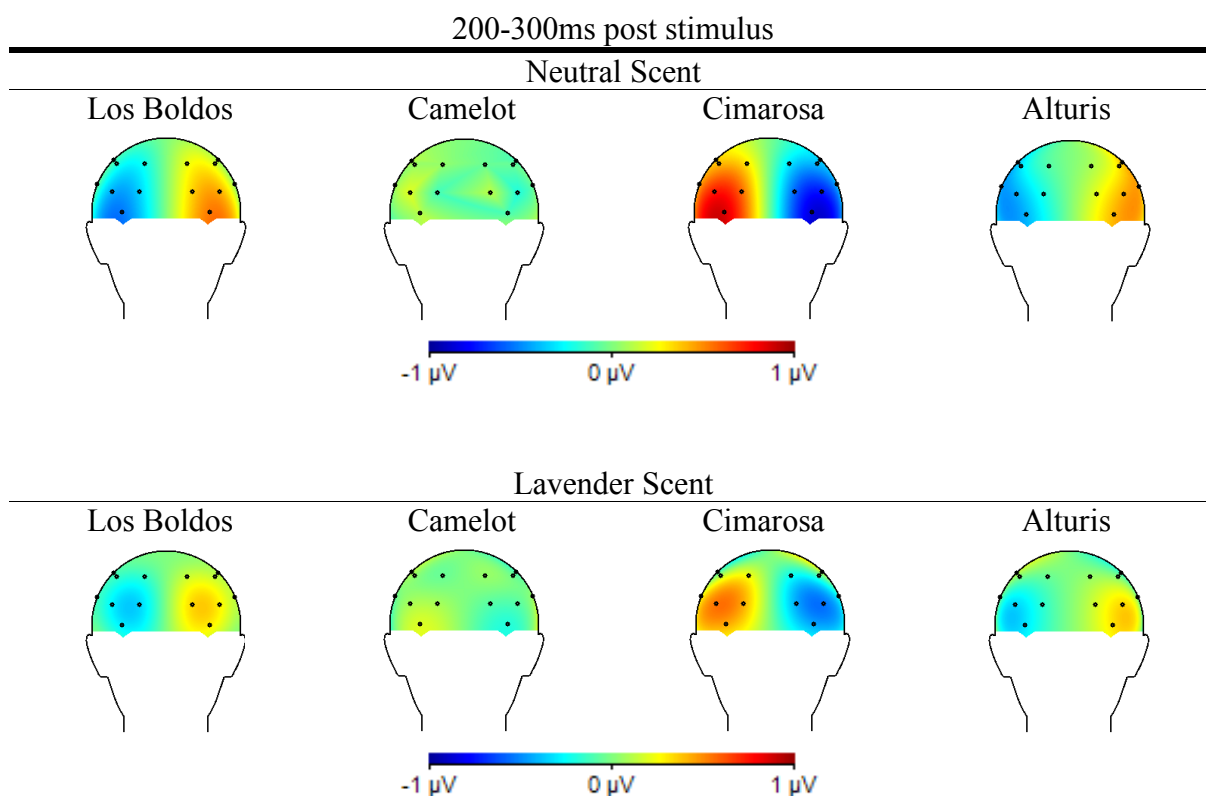 200-300ms post stimulus
Neutral Scent
Los Boldos Camelot Cimarosa Alturis
-1 µV 0 µV 1 µV
Lavender Scent
Los Boldos Camelot Cimarosa Alturis
-1 µV 0 µV 1 µV